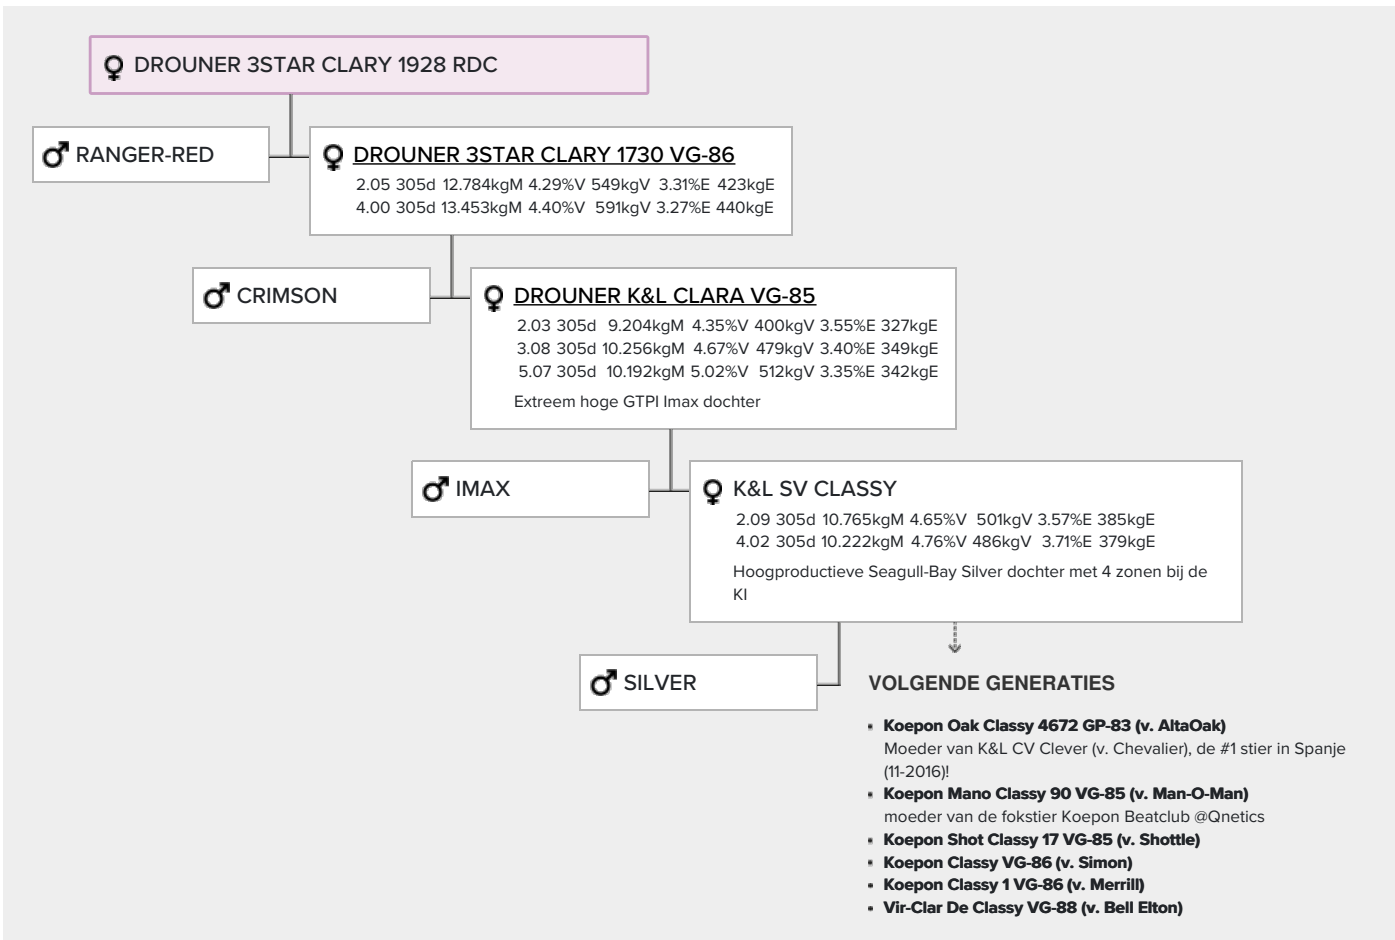 DROUNER 3STAR CLARY 1928 RDC
RANGER-RED
DROUNER 3STAR CLARY 1730 VG-86
2.05 305d 12.784kgM 4.29%V 549kgV 3.31%E 423kgE
4.00 305d 13.453kgM 4.40%V 591kgV 3.27%E 440kgE
CRIMSON
DROUNER K&L CLARA VG-85
2.03 305d 9.204kgM 4.35%V 400kgV 3.55%E 327kgE
3.08 305d 10.256kgM 4.67%V 479kgV 3.40%E 349kgE
5.07 305d 10.192kgM 5.02%V 512kgV 3.35%E 342kgE
Extreem hoge GTPI Imax dochter
IMAX
K&L SV CLASSY
2.09 305d 10.765kgM 4.65%V 501kgV 3.57%E 385kgE
4.02 305d 10.222kgM 4.76%V 486kgV 3.71%E 379kgE
Hoogproductieve Seagull-Bay Silver dochter met 4 zonen bij de
KI
SILVER
VOLGENDE GENERATIES
Koepon Oak Classy 4672 GP-83 (v. AltaOak)
Moeder van K&L CV Clever (v. Chevalier), de #1 stier in Spanje
(11-2016)!
Koepon Mano Classy 90 VG-85 (v. Man-O-Man)
moeder van de fokstier Koepon Beatclub @Qnetics
Koepon Shot Classy 17 VG-85 (v. Shottle)
Koepon Classy VG-86 (v. Simon)
Koepon Classy 1 VG-86 (v. Merrill)
Vir-Clar De Classy VG-88 (v. Bell Elton)